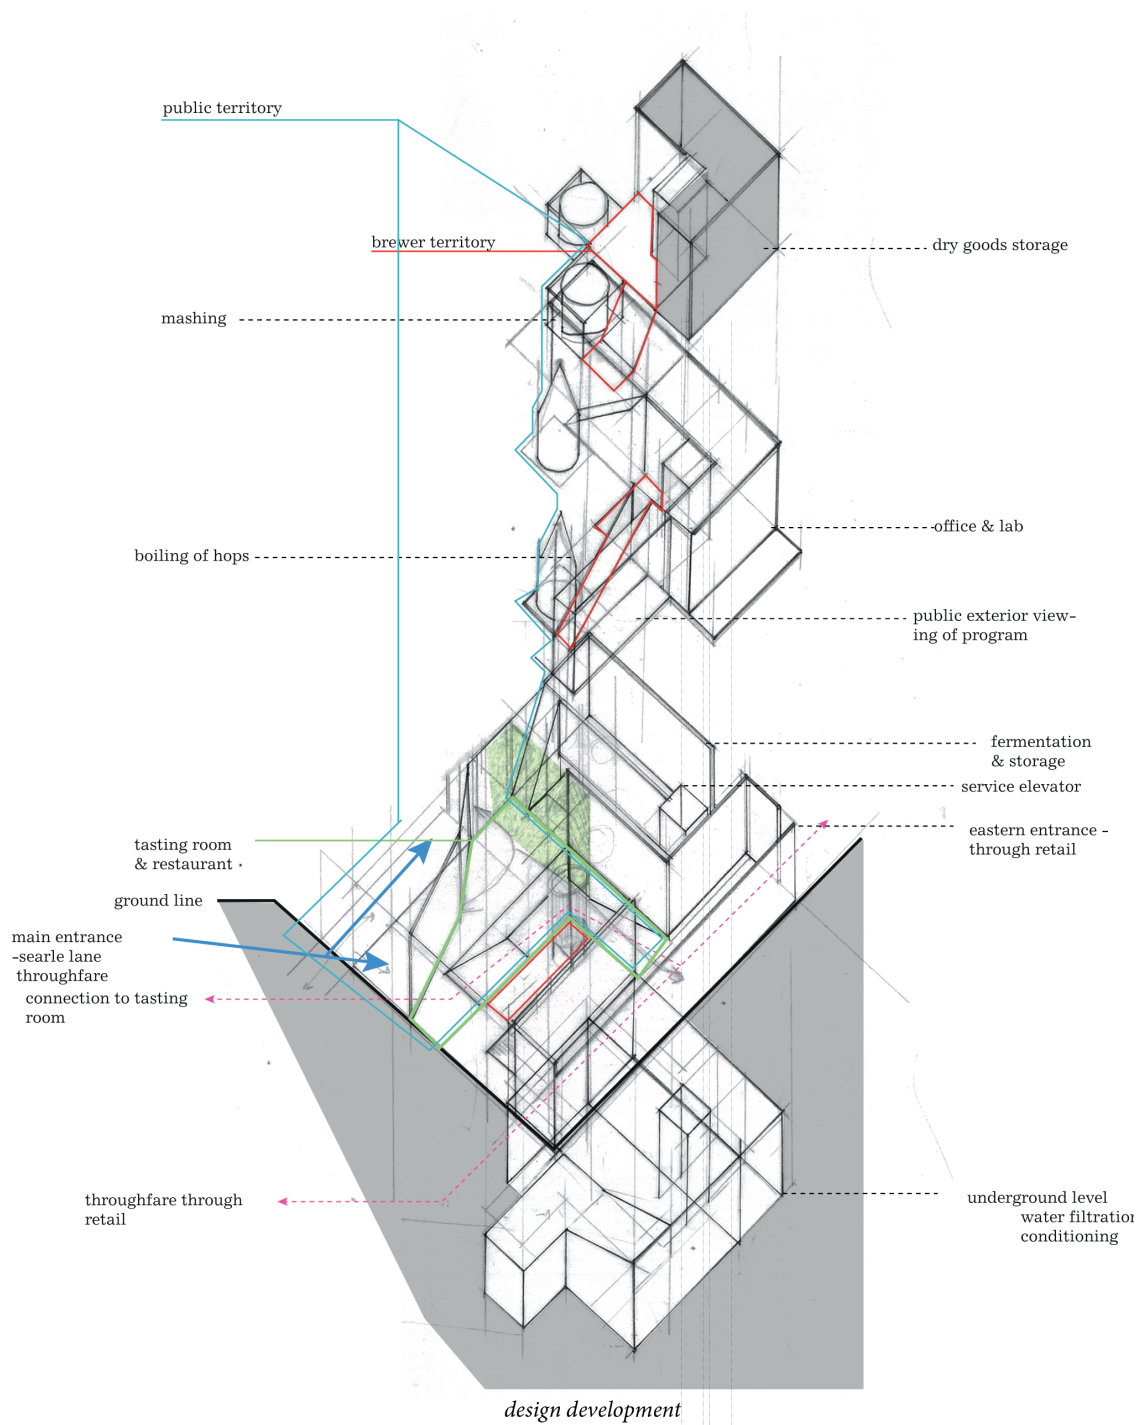 public territory
brewer territory
dry goods storage
mashing
office & lab
boiling of hops
public exterior view-
ing of program
fermentation
& storage
service elevator
eastern entrance -
through retail
tasting room
& restaurant
ground line
main entrance
-searle lane
throughfare
connection to tasting
room
throughfare through
retail
underground level
water filtration
conditioning
design development